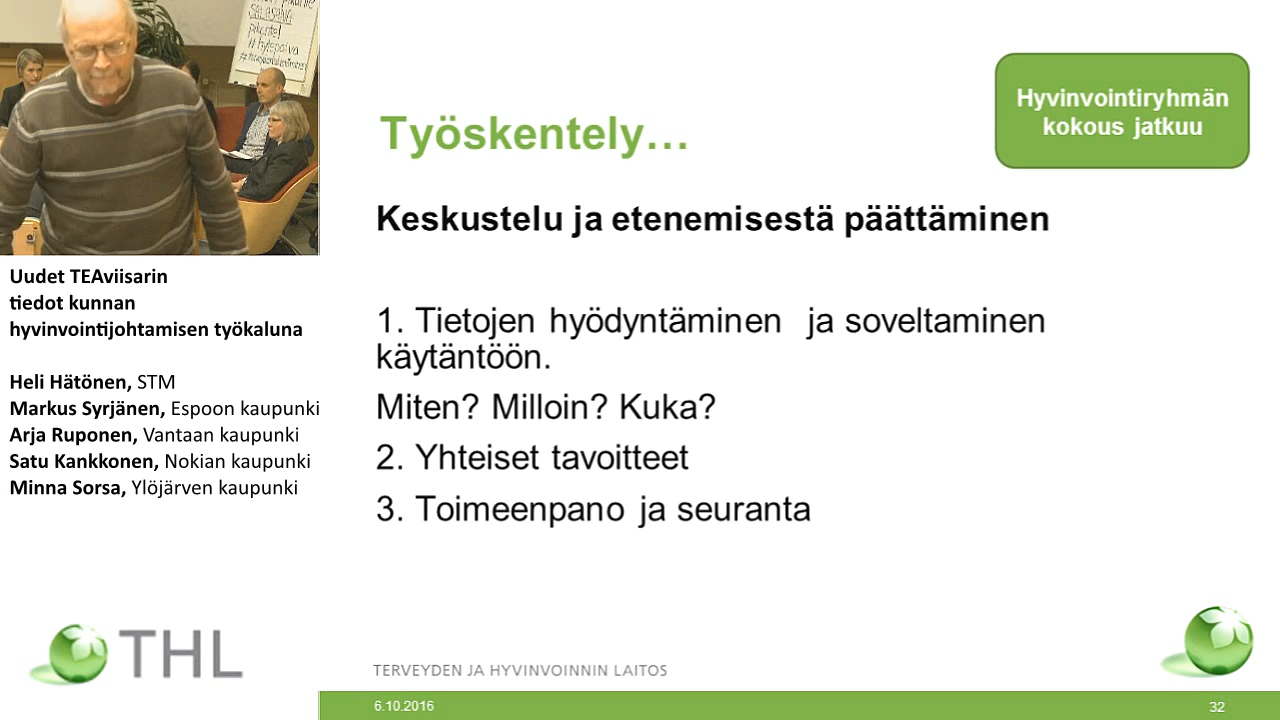 SALASANA
Uudet TEAviisarin
tiedot kunnan
hyvinvointijohtamisen työkaluna
Heli Hätönen, STM
Markus Syrjänen, Espoon kaupunki
Arja Ruponen, Vantaan kaupunki
Satu Kankkonen, Nokian kaupunki
Minna Sorsa, Ylöjärven kaupunki
THL
Hyvinvointiryhmän
kokous jatkuu
Työskentely…
Keskustelu ja etenemisestä päättäminen
1. Tietojen hyödyntäminen ja soveltaminen
käytäntöön.
Miten? Milloin? Kuka?
2. Yhteiset tavoitteet
3. Toimeenpano ja seuranta
TERVEYDEN JA HYVINVOINNIN LAITOS
6.10.2016
32